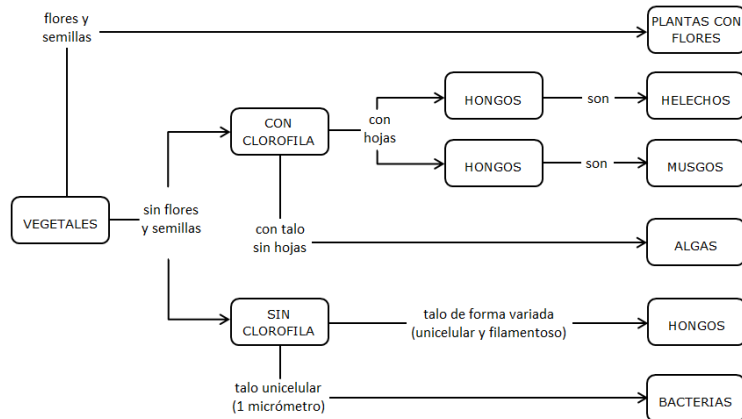 flores y
semillas
PLANTAS CON
FLORES
CON
CLOROFILA
con
hojas
HONGOS
son
HELECHOS
HONGOS
son
MUSGOS
VEGETALES
sin flores
y semillas
con talo
sin hojas
ALGAS
SIN
CLOROFILA
talo de forma variada
(unicelular y filamentoso)
HONGOS
talo unicelular
(1 micrómetro)
BACTERIAS